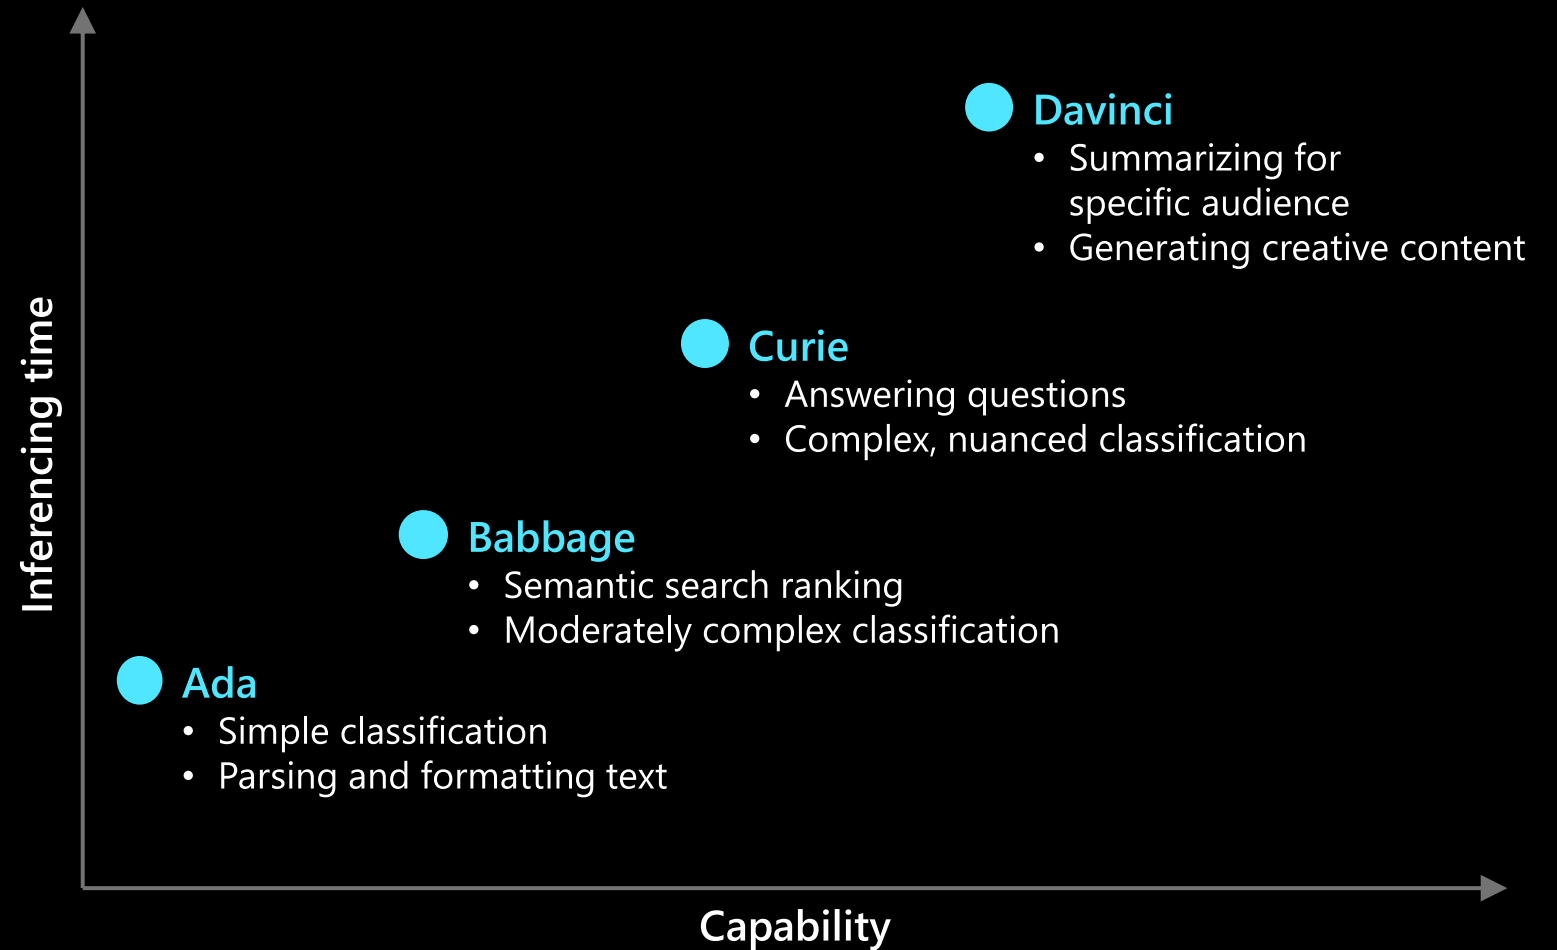 Davinci
• Summarizing for
specific audience
• Generating creative content
Curie
• Answering questions
• Complex, nuanced classification
Babbage
• Semantic search ranking
• Moderately complex classification
Ada
• Simple classification
• Parsing and formatting text
Inferencing time
Capability